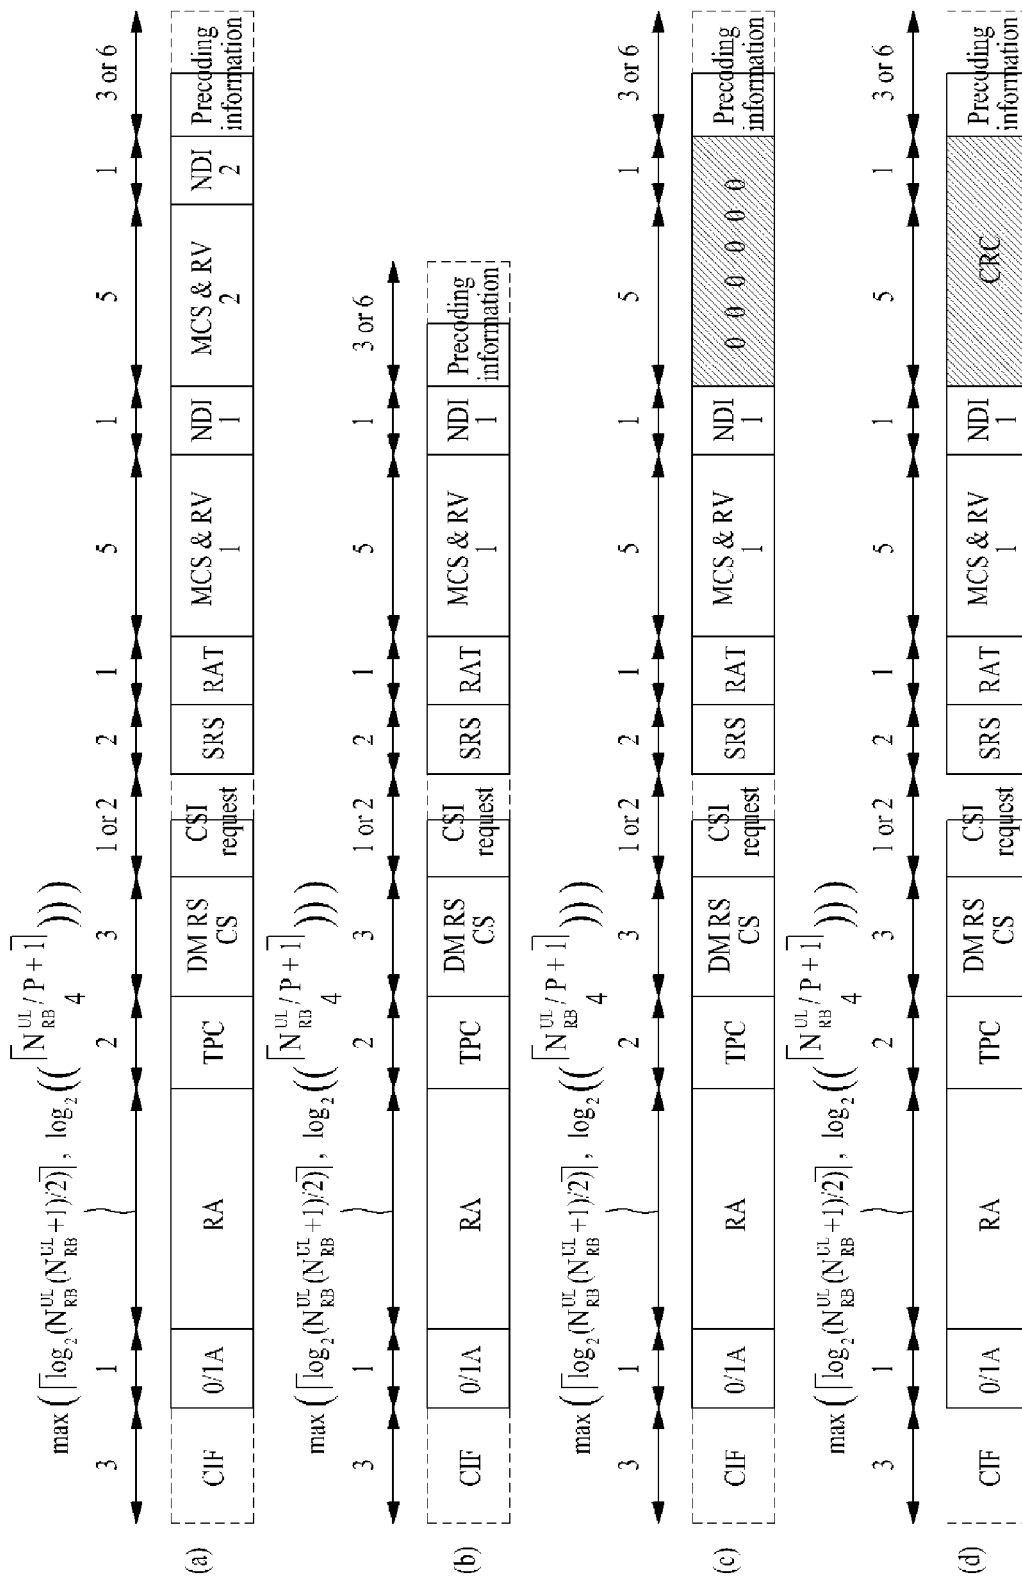 max(⌈log₂(N_RB^UL(N_RB^UL+1)/2)⌉, log₂((⌈N_RB^UL/P+1⌉ 4)))
3 1 2 3 1 or 2 2 1 5 1 5 1 3 or 6
(a) CIF 0/1A RA TPC DM RS CS CSI request SRS RAT MCS & RV 1 NDI 1 MCS & RV 2 NDI 2 Precoding information
max(⌈log₂(N_RB^UL(N_RB^UL+1)/2)⌉, log₂((⌈N_RB^UL/P+1⌉ 4)))
3 1 2 3 1 or 2 2 1 5 1 3 or 6
(b) CIF 0/1A RA TPC DM RS CS CSI request SRS RAT MCS & RV 1 NDI 1 Precoding information
max(⌈log₂(N_RB^UL(N_RB^UL+1)/2)⌉, log₂((⌈N_RB^UL/P+1⌉ 4)))
3 1 2 3 1 or 2 2 1 5 1 5 1 3 or 6
(c) CIF 0/1A RA TPC DM RS CS CSI request SRS RAT MCS & RV 1 NDI 1 0 0 0 0 0 0 Precoding information
max(⌈log₂(N_RB^UL(N_RB^UL+1)/2)⌉, log₂((⌈N_RB^UL/P+1⌉ 4)))
3 1 2 3 1 or 2 2 1 5 1 5 1 3 or 6
(d) CIF 0/1A RA TPC DM RS CS CSI request SRS RAT MCS & RV 1 NDI 1 CRC Precoding information